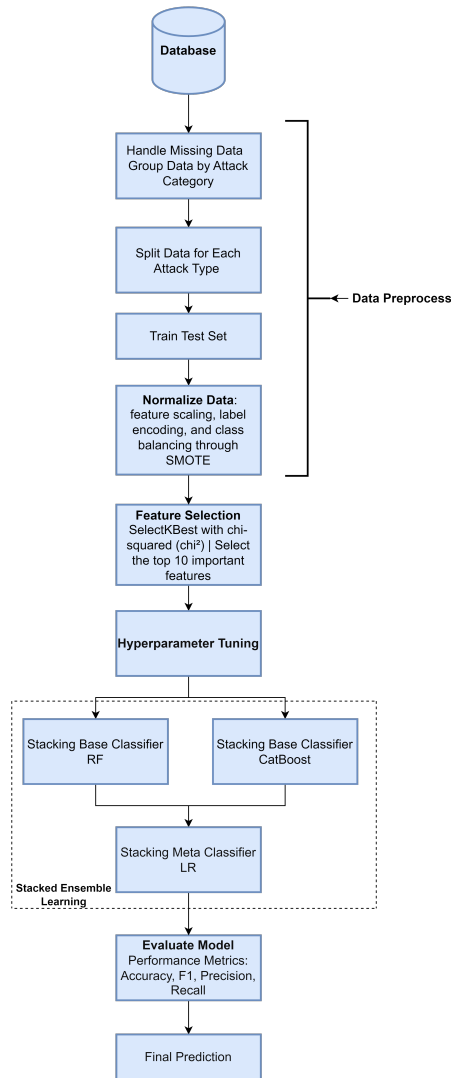 Database
Handle Missing Data
Group Data by Attack
Category
Split Data for Each
Attack Type
Train Test Set
Data Preprocess
Normalize Data:
feature scaling, label
encoding, and class
balancing through
SMOTE
Feature Selection
SelectKBest with chi-
squared (chi²) | Select
the top 10 important
features
Hyperparameter Tuning
Stacking Base Classifier
RF
Stacking Base Classifier
CatBoost
Stacking Meta Classifier
LR
Stacked Ensemble
Learning
Evaluate Model
Performance Metrics:
Accuracy, F1, Precision,
Recall
Final Prediction